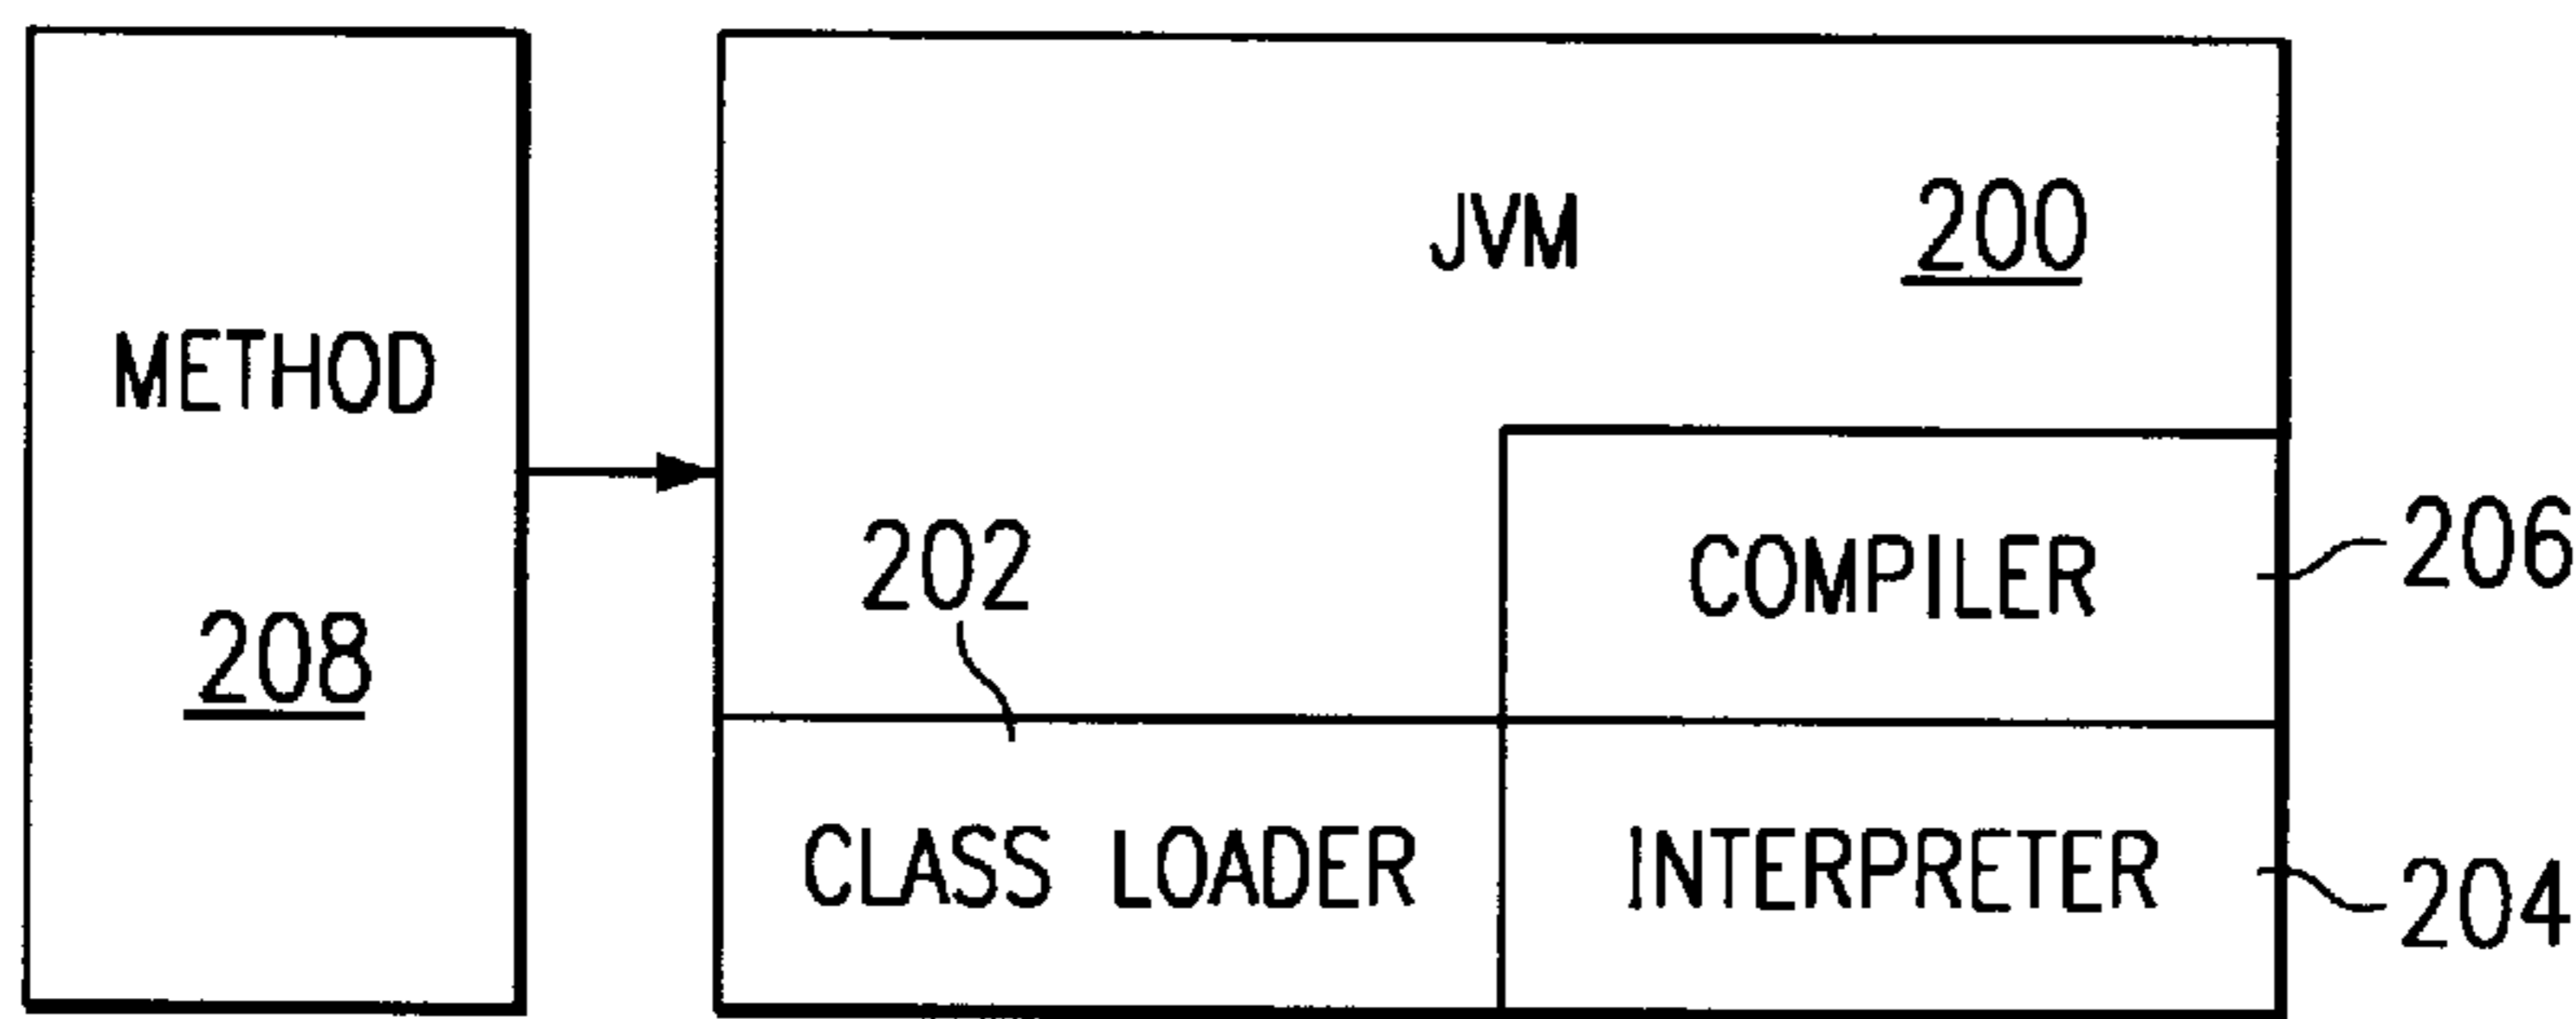 JVM 200
METHOD
208
202
COMPILER
206
CLASS LOADER
INTERPRETER
204